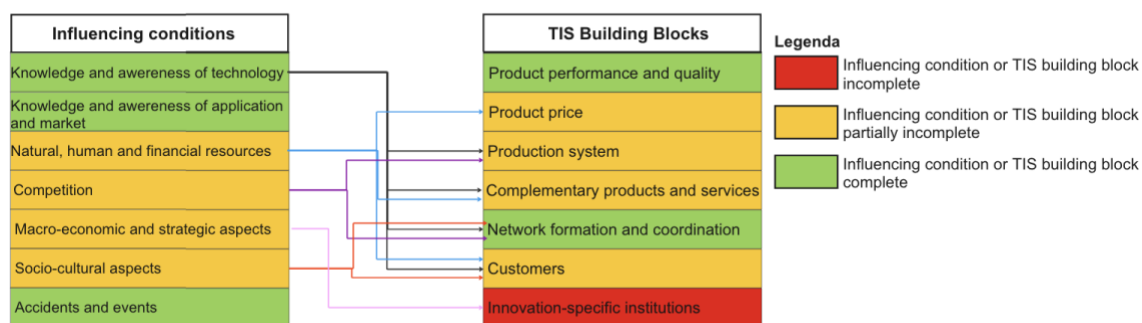 Influencing conditions
Knowledge and awereness of technology
Knowledge and awareness of application
and market
Natural, human and financial resources
Competition
Macro-economic and strategic aspects
Socio-cultural aspects
Accidents and events
TIS Building Blocks
Product performance and quality
Product price
Production system
Complementary products and services
Network formation and coordination
Customers
Innovation-specific institutions
Legenda
Influencing condition or TIS building block
incomplete
Influencing condition or TIS building block
partially incomplete
Influencing condition or TIS building block
complete